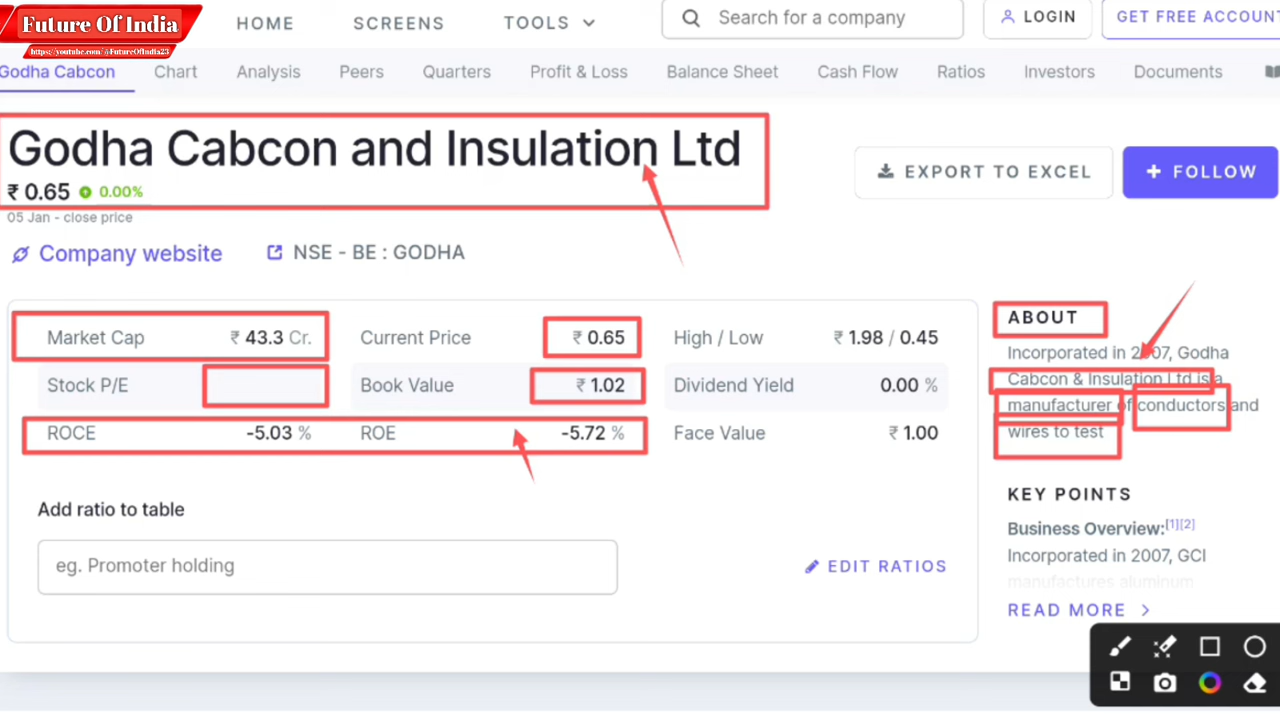 Future Of India
https://youtube.com/@FutureOfIndia23
HOME SCREENS TOOLS
Search for a company
LOGIN
GET FREE ACCOUNT
Godha Cabcon Chart Analysis Peers Quarters Profit & Loss Balance Sheet Cash Flow Ratios Investors Documents
Godha Cabcon and Insulation Ltd
₹ 0.65 0.00%
05 Jan - close price
EXPORT TO EXCEL
+ FOLLOW
Company website NSE - BE : GODHA
Market Cap ₹ 43.3 Cr. Current Price ₹ 0.65 High / Low ₹ 1.98 / 0.45
Stock P/E Book Value ₹ 1.02 Dividend Yield 0.00 %
ROCE -5.03 % ROE -5.72 % Face Value ₹ 1.00
Add ratio to table
eg. Promoter holding
EDIT RATIOS
ABOUT
Incorporated in 2007, Godha
Cabcon & Insulation Ltd is a
manufacturer of conductors and
wires to test
KEY POINTS
Business Overview:[1][2]
Incorporated in 2007, GCI
manufactures aluminum
READ MORE